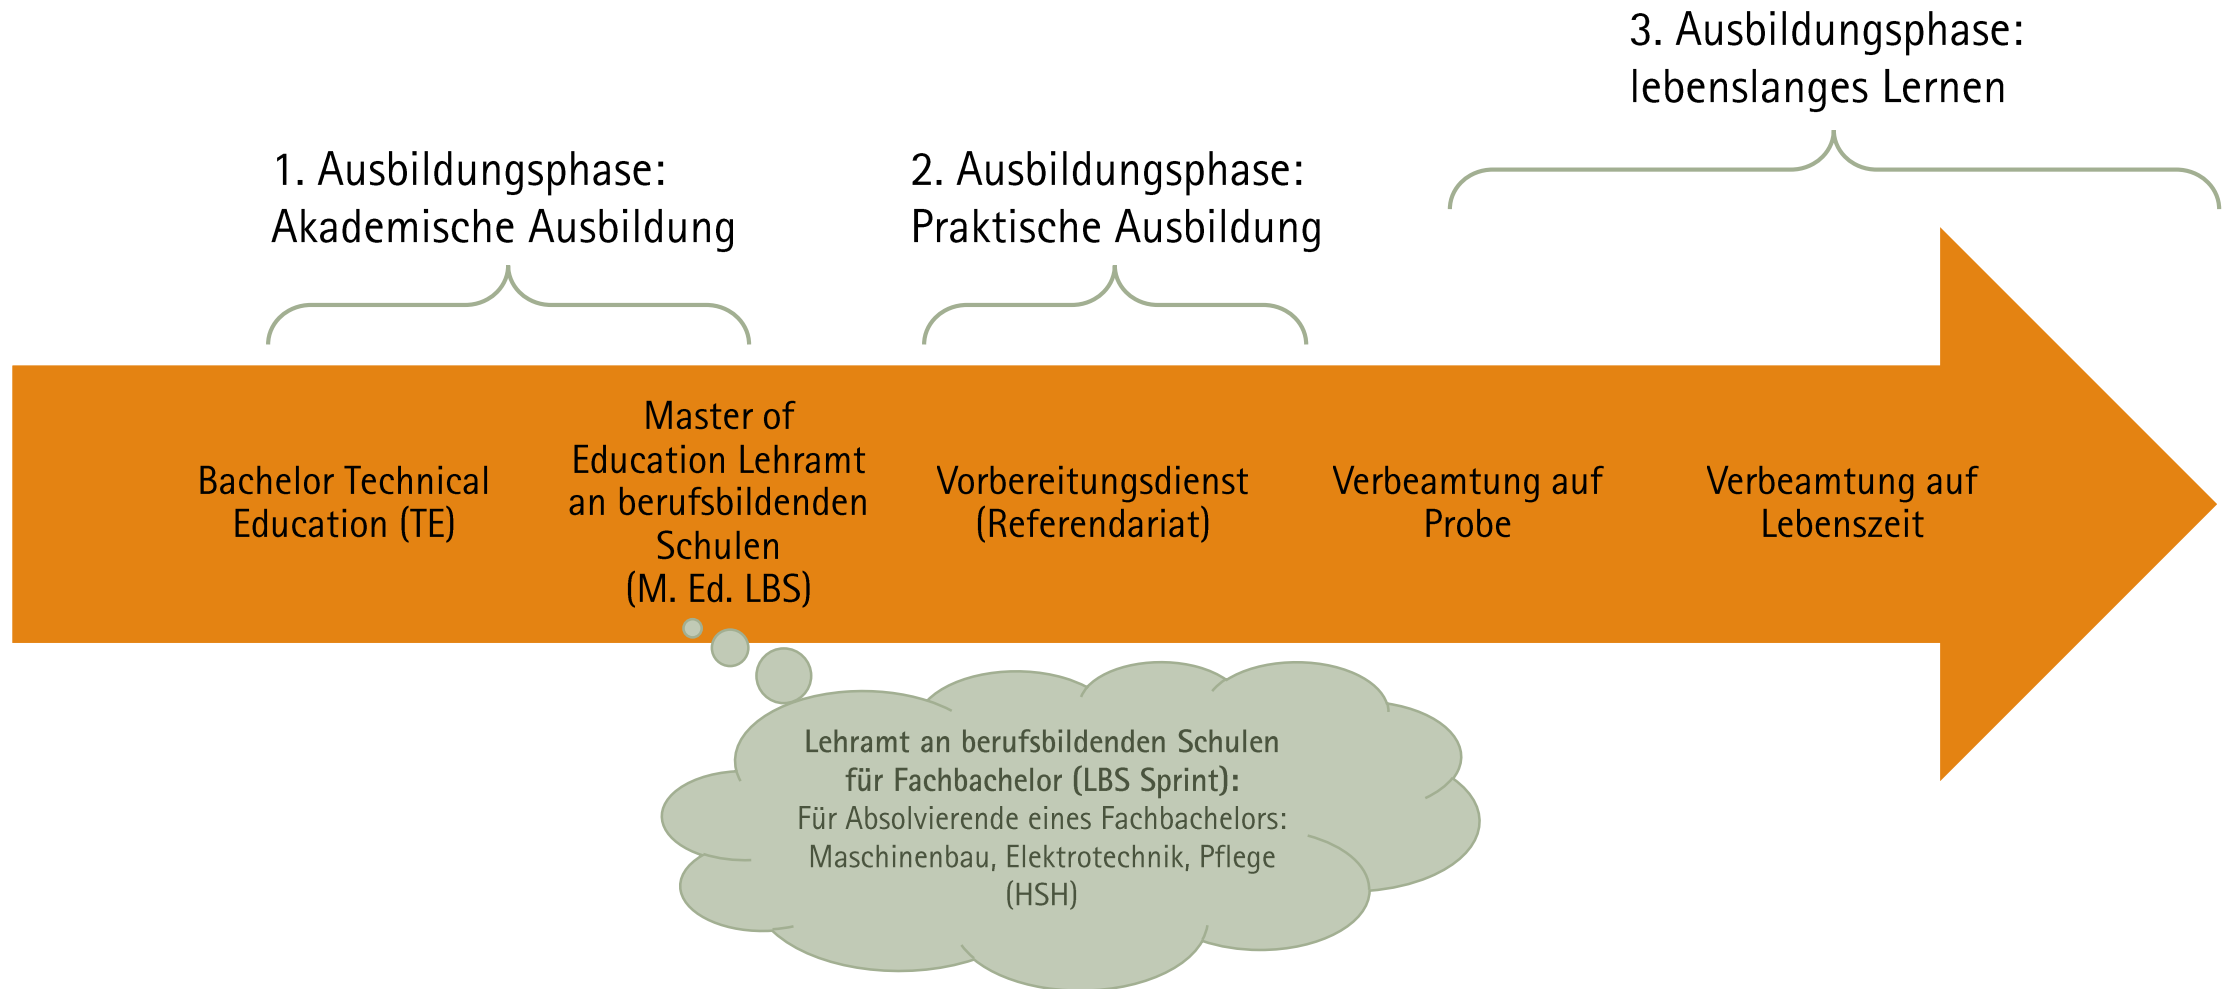 3. Ausbildungsphase:
lebenslanges Lernen
1. Ausbildungsphase:
Akademische Ausbildung
2. Ausbildungsphase:
Praktische Ausbildung
Bachelor Technical
Education (TE)
Master of
Education Lehramt
an berufsbildenden
Schulen
(M. Ed. LBS)
Vorbereitungsdienst
(Referendariat)
Verbeamtung auf
Probe
Verbeamtung auf
Lebenszeit
Lehramt an berufsbildenden Schulen
für Fachbachelor (LBS Sprint):
Für Absolvierende eines Fachbachelors:
Maschinenbau, Elektrotechnik, Pflege
(HSH)